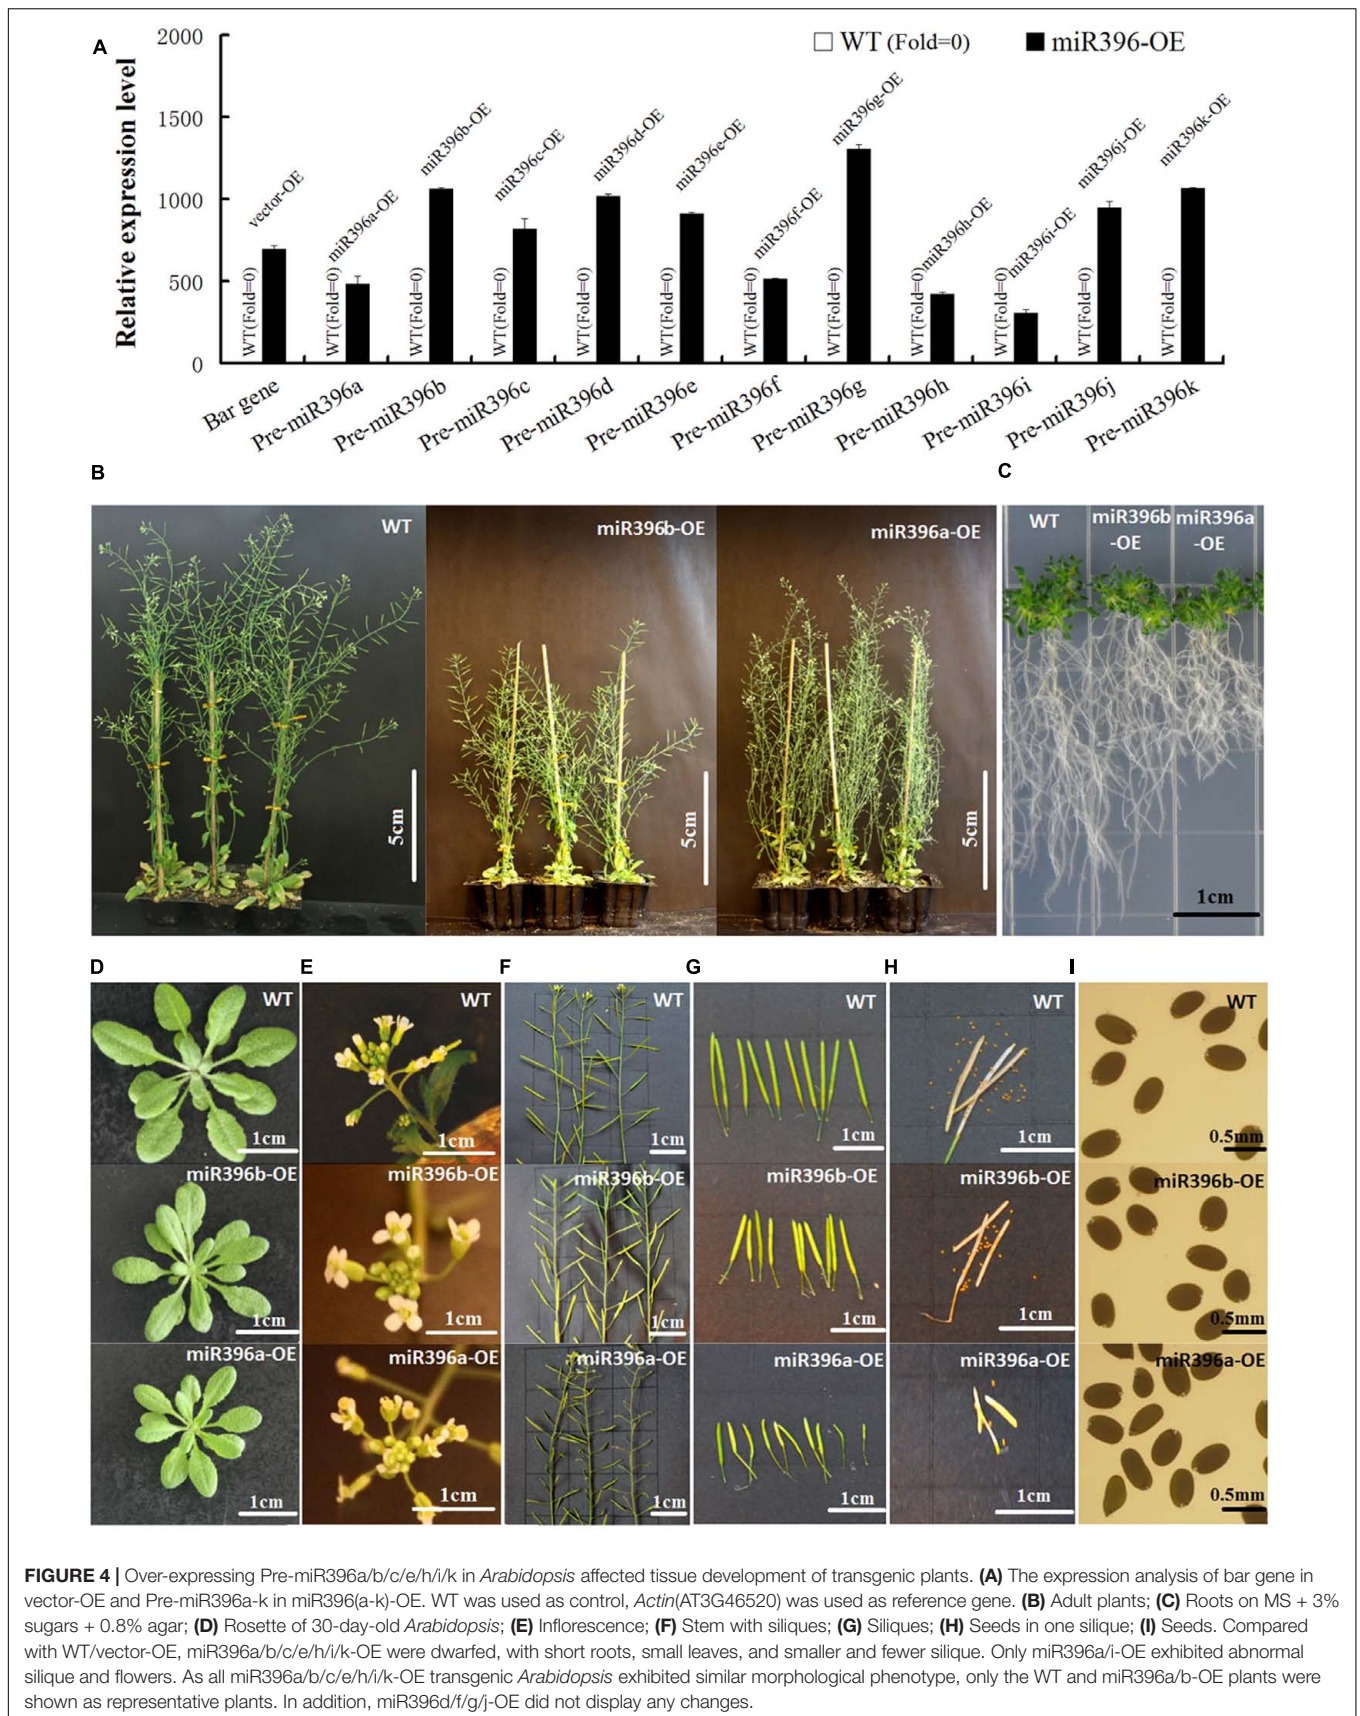 A
2000
1500
1000
500
0
Relative expression level
WT (Fold=0)
miR396-OE
vector-OE
miR396a-OE
miR396b-OE
miR396c-OE
miR396d-OE
miR396e-OE
miR396f-OE
miR396g-OE
miR396h-OE
miR396i-OE
miR396j-OE
miR396k-OE
WT(Fold=0)
WT(Fold=0)
WT(Fold=0)
WT(Fold=0)
WT(Fold=0)
WT(Fold=0)
WT(Fold=0)
WT(Fold=0)
WT(Fold=0)
WT(Fold=0)
WT(Fold=0)
WT(Fold=0)
Bar gene
Pre-miR396a
Pre-miR396b
Pre-miR396c
Pre-miR396d
Pre-miR396e
Pre-miR396f
Pre-miR396g
Pre-miR396h
Pre-miR396i
Pre-miR396j
Pre-miR396k
B
WT
5cm
miR396b-OE
5cm
miR396a-OE
5cm
C
WT
miR396b
-OE
miR396a
-OE
1cm
D
WT
1cm
miR396b-OE
1cm
miR396a-OE
1cm
E
WT
1cm
miR396b-OE
1cm
miR396a-OE
1cm
F
WT
1cm
miR396b-OE
1cm
miR396a-OE
1cm
G
WT
1cm
miR396b-OE
1cm
miR396a-OE
1cm
H
WT
1cm
miR396b-OE
1cm
miR396a-OE
1cm
I
WT
0.5mm
miR396b-OE
0.5mm
miR396a-OE
0.5mm
FIGURE 4 | Over-expressing Pre-miR396a/b/c/e/h/i/k in Arabidopsis affected tissue development of transgenic plants. (A) The expression analysis of bar gene in
vector-OE and Pre-miR396a-k in miR396(a-k)-OE. WT was used as control, Actin(AT3G46520) was used as reference gene. (B) Adult plants; (C) Roots on MS + 3%
sugars + 0.8% agar; (D) Rosette of 30-day-old Arabidopsis; (E) Inflorescence; (F) Stem with siliques; (G) Siliques; (H) Seeds in one silique; (I) Seeds. Compared
with WT/vector-OE, miR396a/b/c/e/h/i/k-OE were dwarfed, with short roots, small leaves, and smaller and fewer silique. Only miR396a/i-OE exhibited abnormal
silique and flowers. As all miR396a/b/c/e/h/i/k-OE transgenic Arabidopsis exhibited similar morphological phenotype, only the WT and miR396a/b-OE plants were
shown as representative plants. In addition, miR396d/f/g/j-OE did not display any changes.